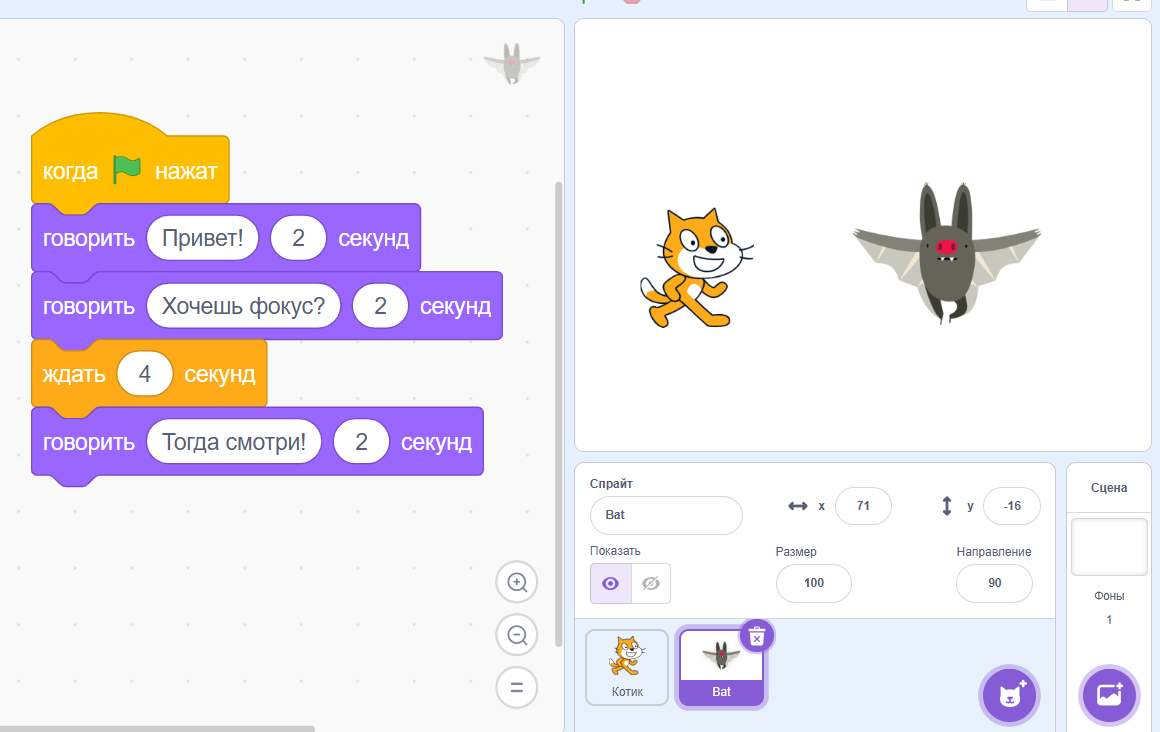 когда нажат
говорить Привет! 2 секунд
говорить Хочешь фокус? 2 секунд
ждать 4 секунд
говорить Тогда смотри! 2 секунд
Спрайт
Bat
x 71
y -16
Показать
Размер
100
Направление
90
Котик
Bat
Сцена
Фоны
1